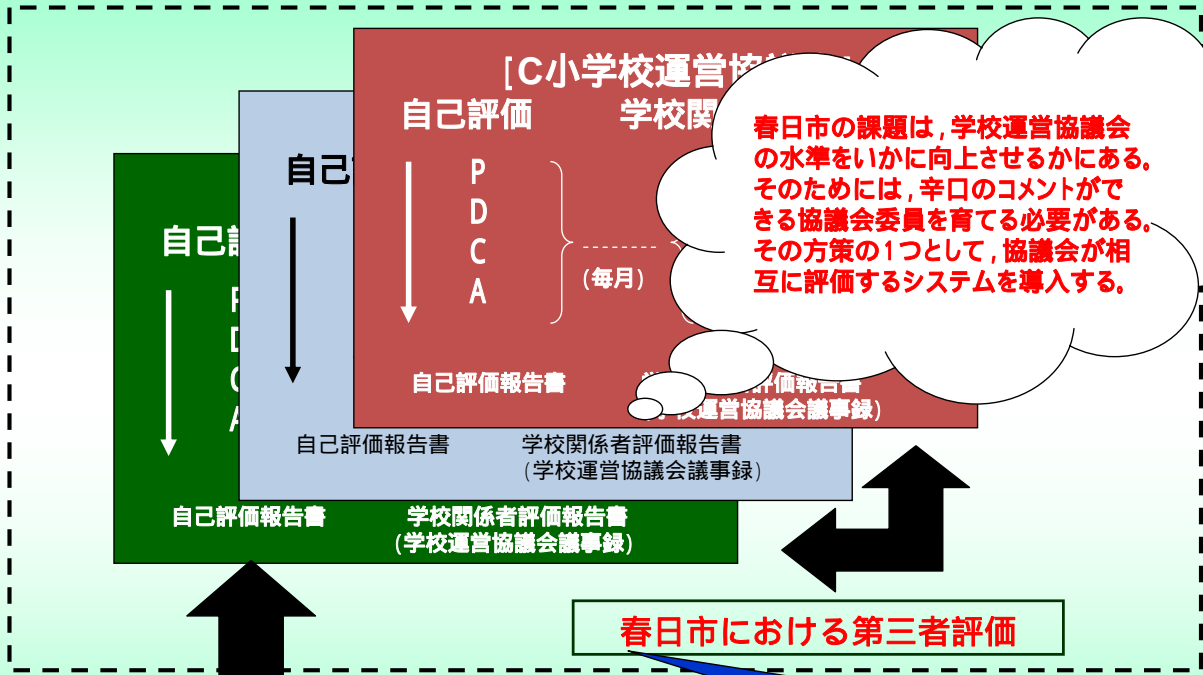 [C小学校運営協
自己評価
学校関
P
D
C
A
(毎月)
自己評価報告書
評価報告書
運営協議会議事録)
春日市の課題は,学校運営協議会
の水準をいかに向上させるかにある。
そのためには,辛口のコメントがで
きる協議会委員を育てる必要がある。
その方策の1つとして,協議会が相
互に評価するシステムを導入する。
自己
自己評価報告書
学校関係者評価報告書
(学校運営協議会議事録)
自己
自己評価報告書
学校関係者評価報告書
(学校運営協議会議事録)
春日市における第三者評価